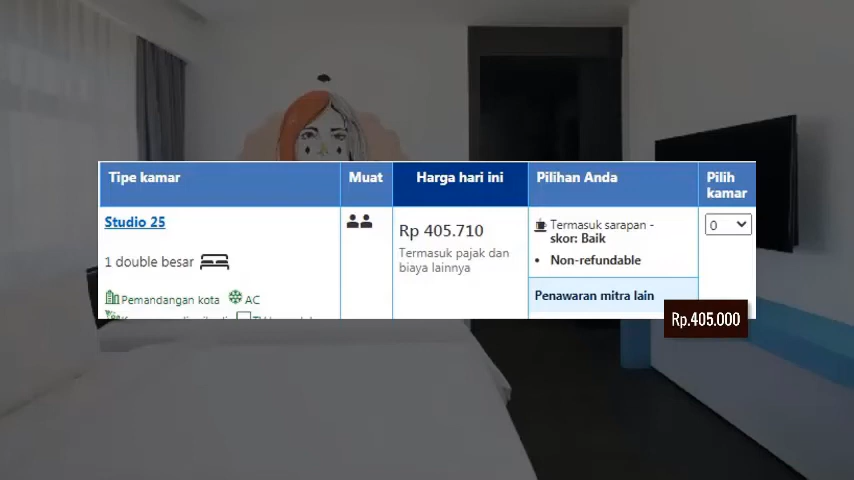 Tipe kamar
Muat
Harga hari ini
Pilihan Anda
Pilih
kamar
Studio 25
1 double besar
Pemandangan kota
AC
Rp 405.710
Termasuk pajak dan
biaya lainnya
Termasuk sarapan -
skor: Baik
• Non-refundable
Penawaran mitra lain
0
Rp.405.000